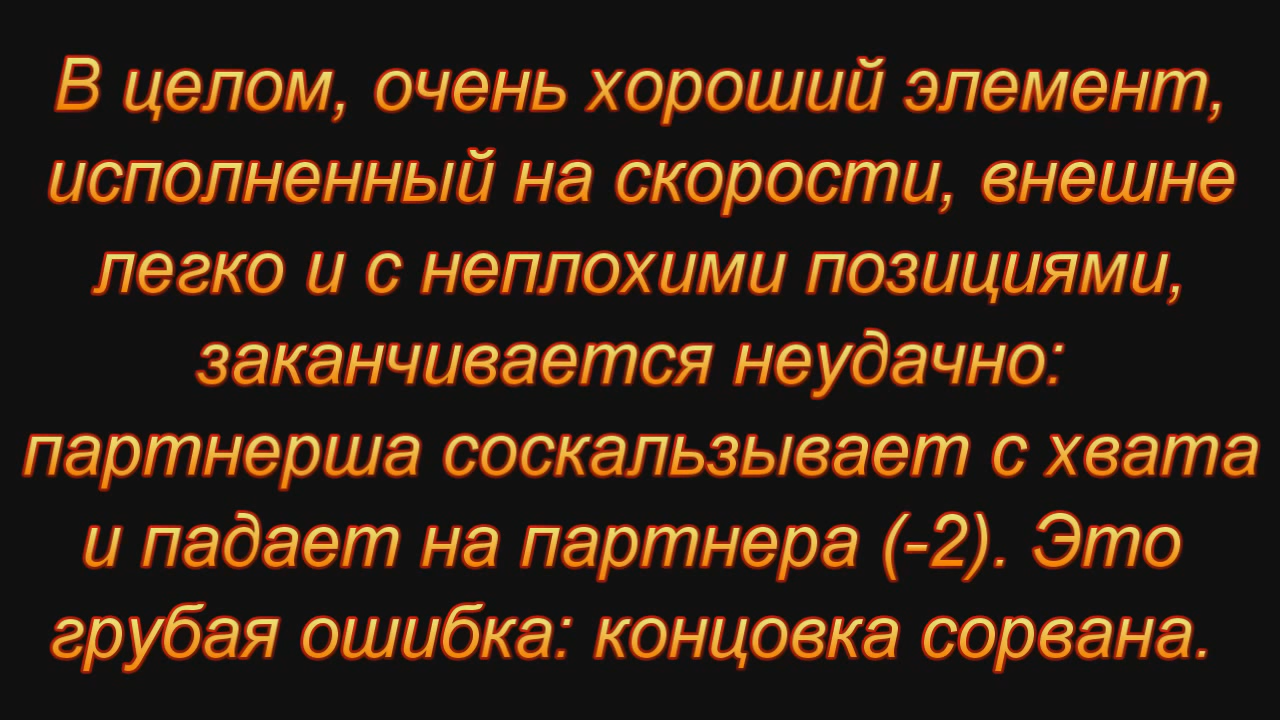 В целом, очень хороший элемент,
исполненный на скорости, внешне
легко и с неплохими позициями,
заканчивается неудачно:
партнерша соскальзывает с хвата
и падает на партнера (-2). Это
грубая ошибка: концовка сорвана.